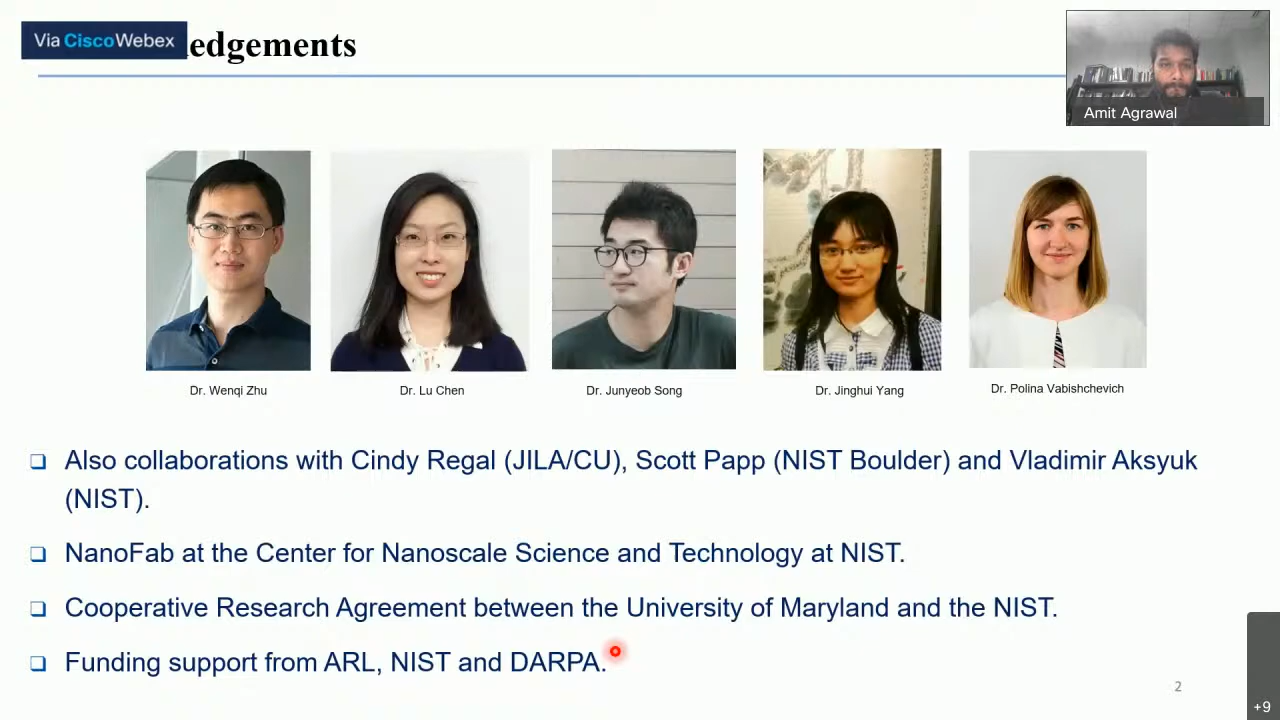 Via Cisco Webex
edgements
Amit Agrawal
Dr. Wenqi Zhu
Dr. Lu Chen
Dr. Junyeob Song
Dr. Jinghui Yang
Dr. Polina Vabishchevich
❑ Also collaborations with Cindy Regal (JILA/CU), Scott Papp (NIST Boulder) and Vladimir Aksyuk
(NIST).
❑ NanoFab at the Center for Nanoscale Science and Technology at NIST.
❑ Cooperative Research Agreement between the University of Maryland and the NIST.
❑ Funding support from ARL, NIST and DARPA.
2
+9